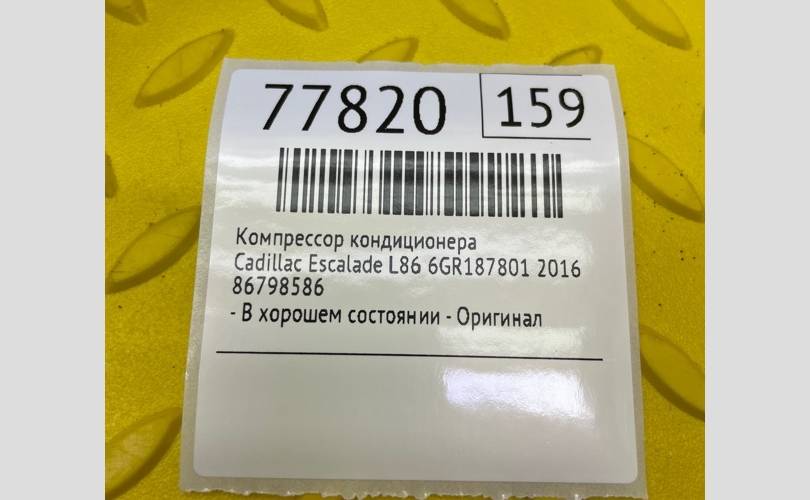 77820
159
Компрессор кондиционера
Cadillac Escalade L86 6GR187801 2016
86798586
- В хорошем состоянии - Оригинал